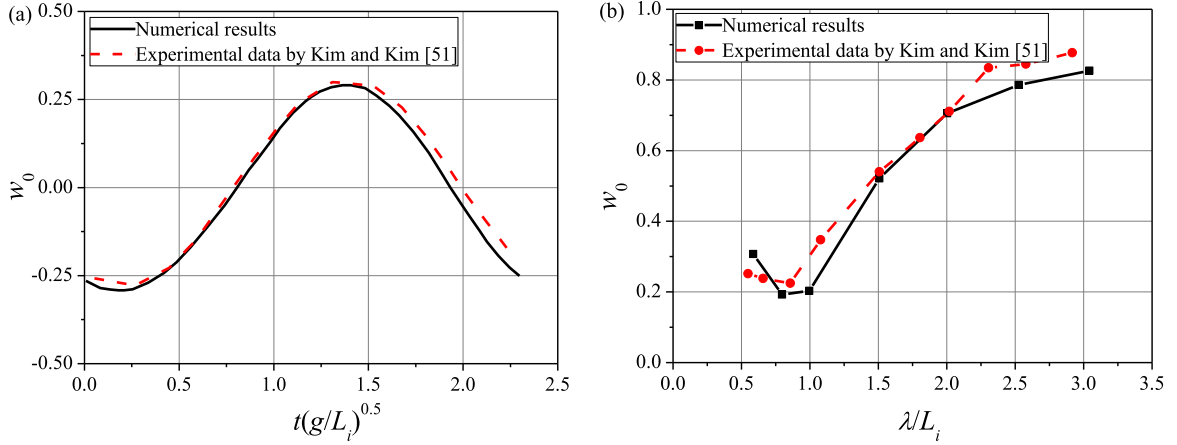 (a)
0.50
0.25
0.00
-0.25
-0.50
w0
Numerical results
Experimental data by Kim and Kim [51]
0.0 0.5 1.0 1.5 2.0 2.5
t(g/Li)0.5
(b)
1.0
0.8
0.6
0.4
0.2
0.0
w0
Numerical results
Experimental data by Kim and Kim [51]
0.0 0.5 1.0 1.5 2.0 2.5 3.0 3.5
λ/Li